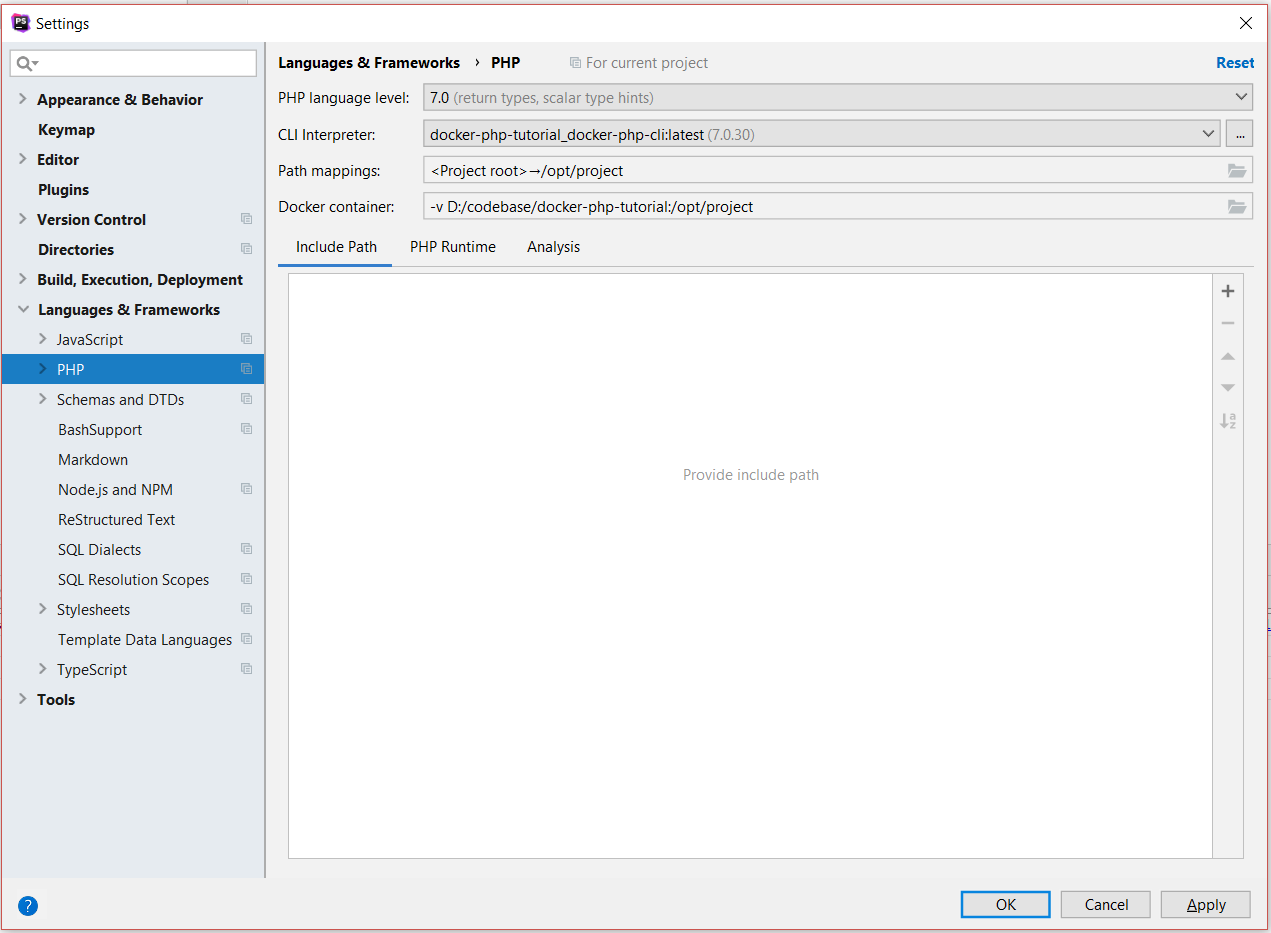 PS Settings
Appearance & Behavior
Keymap
Editor
Plugins
Version Control
Directories
Build, Execution, Deployment
Languages & Frameworks
JavaScript
PHP
Schemas and DTDs
BashSupport
Markdown
Node.js and NPM
ReStructured Text
SQL Dialects
SQL Resolution Scopes
Stylesheets
Template Data Languages
TypeScript
Tools
Languages & Frameworks › PHP For current project Reset
PHP language level: 7.0 (return types, scalar type hints)
CLI Interpreter: docker-php-tutorial_docker-php-cli:latest (7.0.30) ...
Path mappings: <Project root>→/opt/project
Docker container: -v D:/codebase/docker-php-tutorial:/opt/project
Include Path PHP Runtime Analysis
Provide include path
? OK Cancel Apply